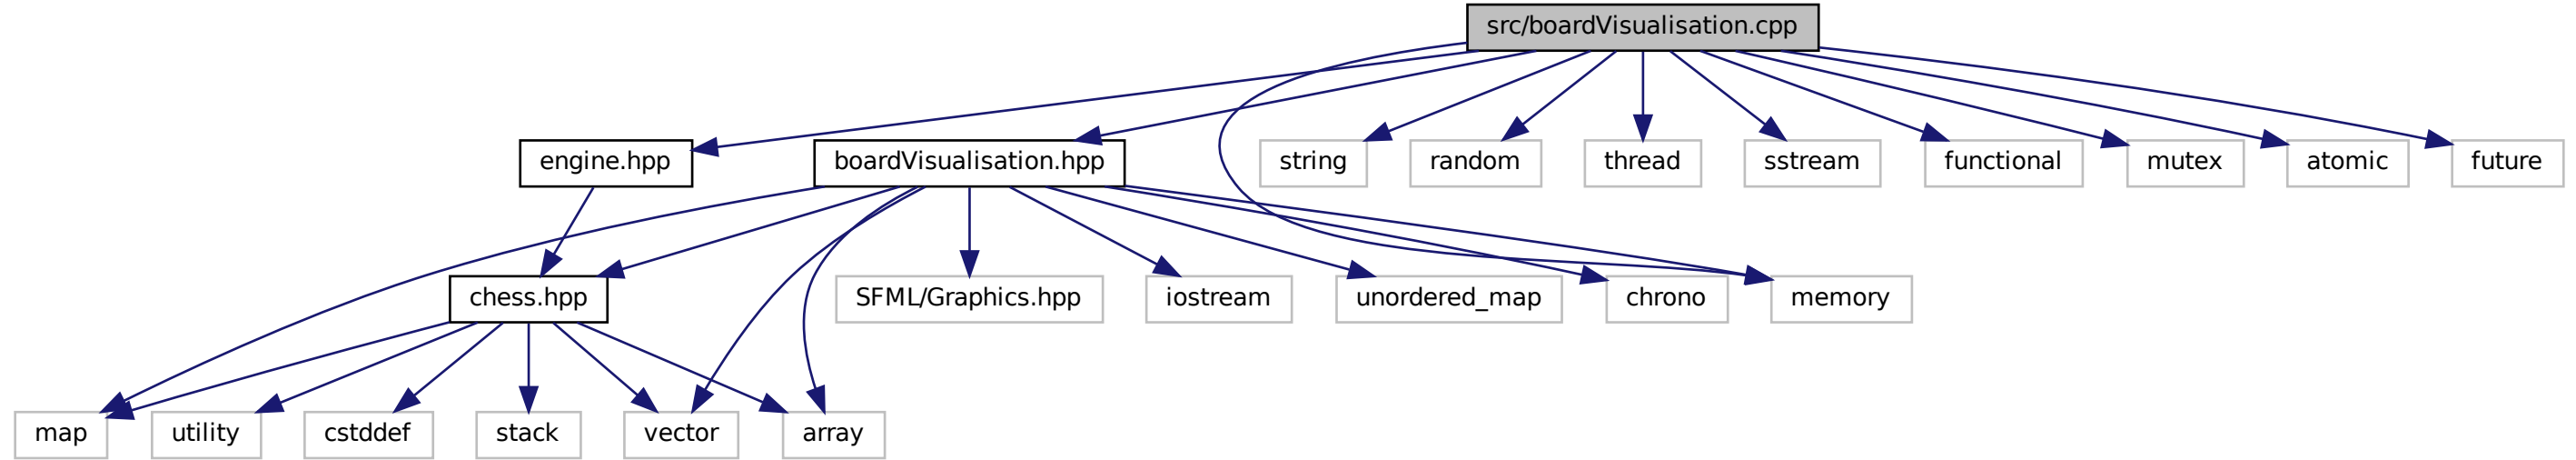 src/boardVisualisation.cpp
engine.hpp
boardVisualisation.hpp
string
random
thread
sstream
functional
mutex
atomic
future
chess.hpp
SFML/Graphics.hpp
iostream
unordered_map
chrono
memory
map
utility
cstddef
stack
vector
array